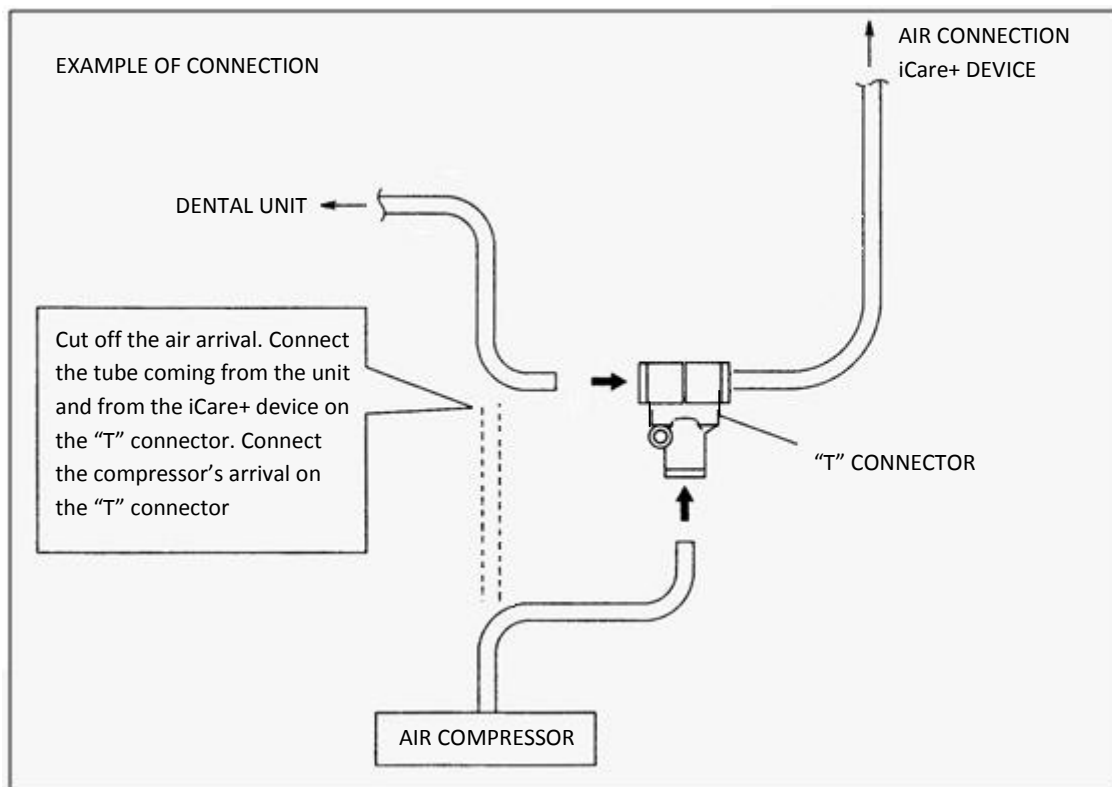 EXAMPLE OF CONNECTION
AIR CONNECTION
iCare+ DEVICE
DENTAL UNIT
Cut off the air arrival. Connect
the tube coming from the unit
and from the iCare+ device on
the “T” connector. Connect
the compressor’s arrival on
the “T” connector
“T” CONNECTOR
AIR COMPRESSOR